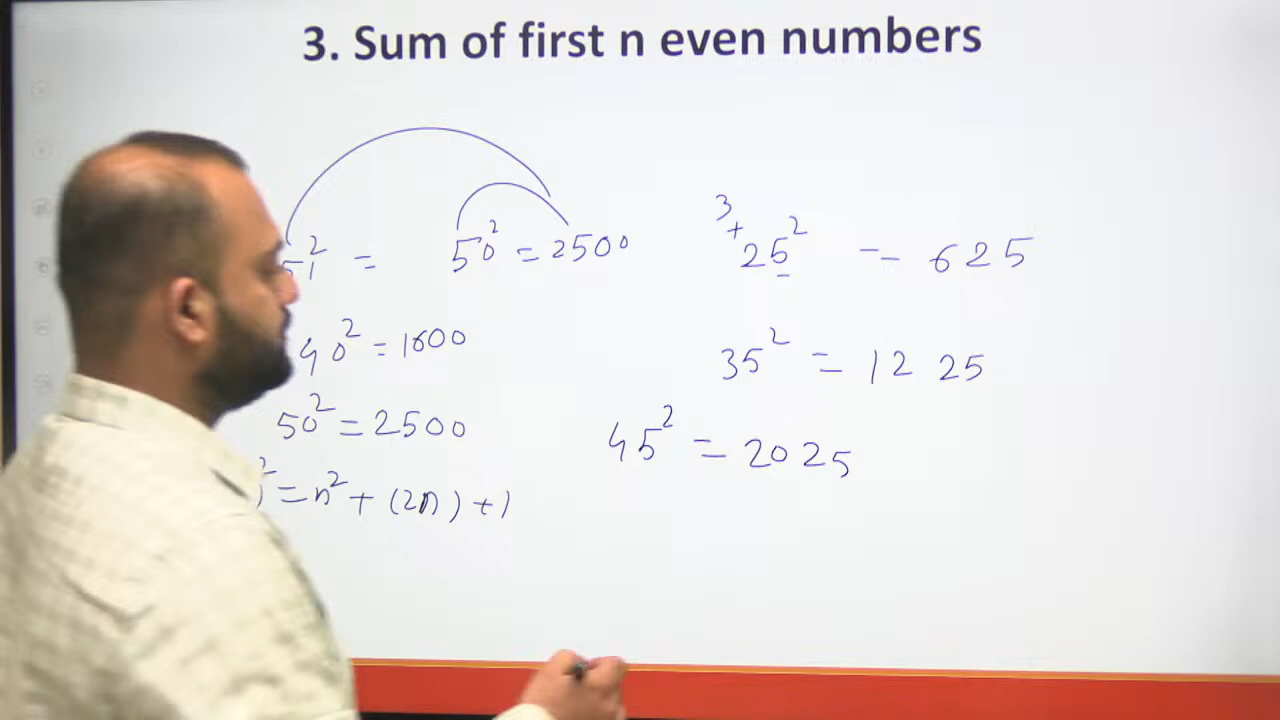 3. Sum of first n even numbers
51² = 50² = 2500
3
+
25² = 625
40² = 1600
35² = 1225
50² = 2500
45² = 2025
)² = n² + (2n) + 1